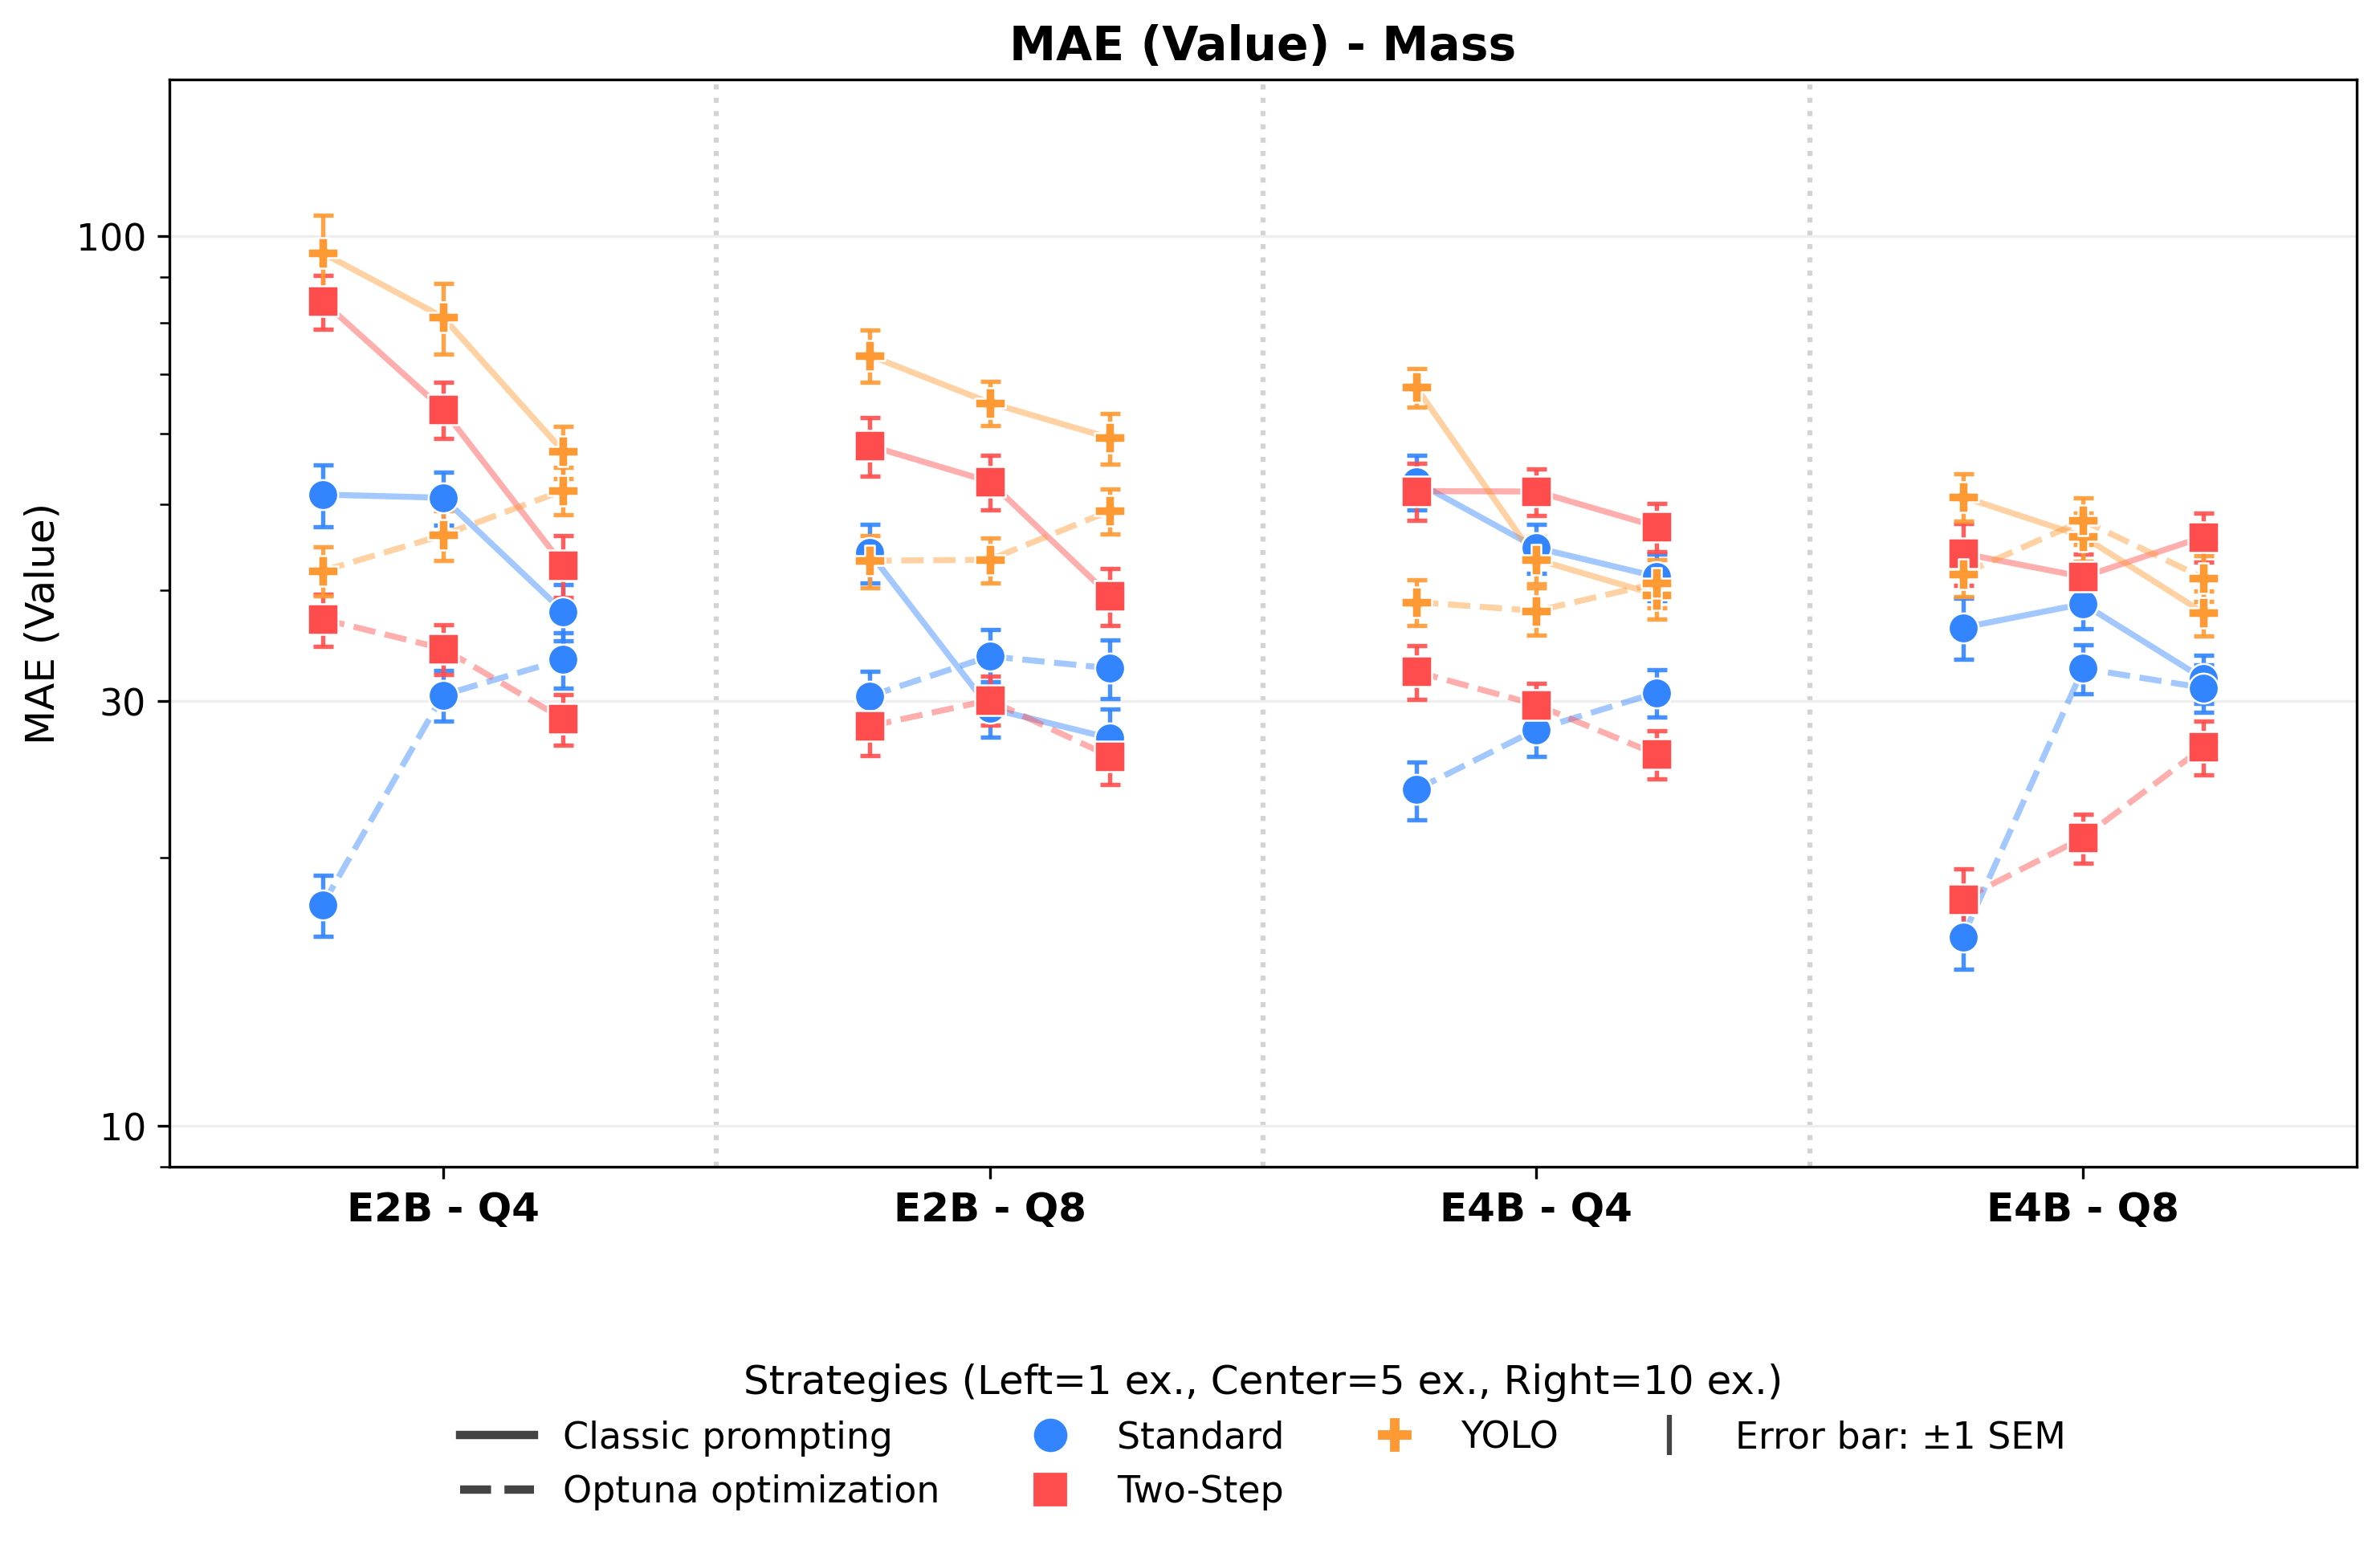 MAE (Value) - Mass
MAE (Value)
100
30
10
E2B - Q4
E2B - Q8
E4B - Q4
E4B - Q8
Strategies (Left=1 ex., Center=5 ex., Right=10 ex.)
Classic prompting
Optuna optimization
Standard
Two-Step
YOLO
Error bar: ±1 SEM